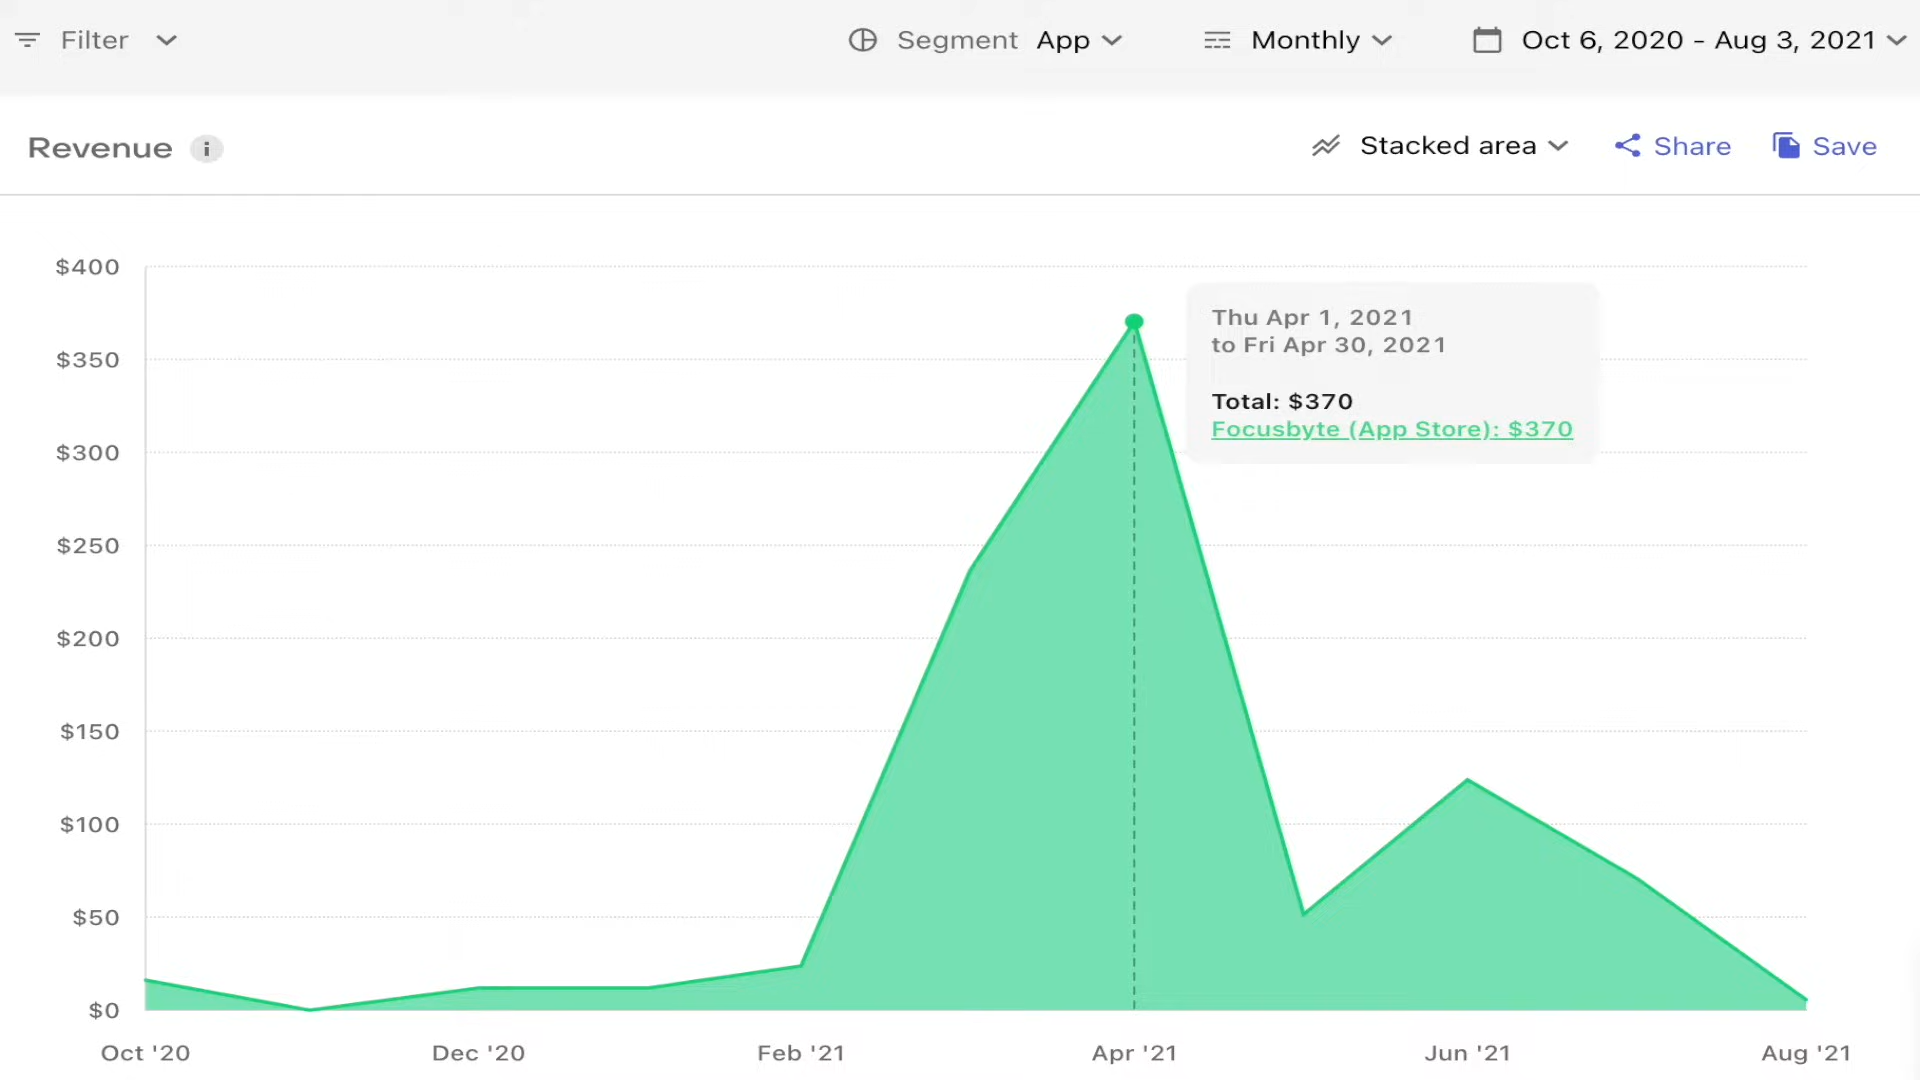 Filter
Segment App
Monthly
Oct 6, 2020 - Aug 3, 2021
Revenue i
Stacked area
Share
Save
$400
$350
$300
$250
$200
$150
$100
$50
$0
Thu Apr 1, 2021
to Fri Apr 30, 2021
Total: $370
Focusbyte (App Store): $370
Oct '20
Dec '20
Feb '21
Apr '21
Jun '21
Aug '21